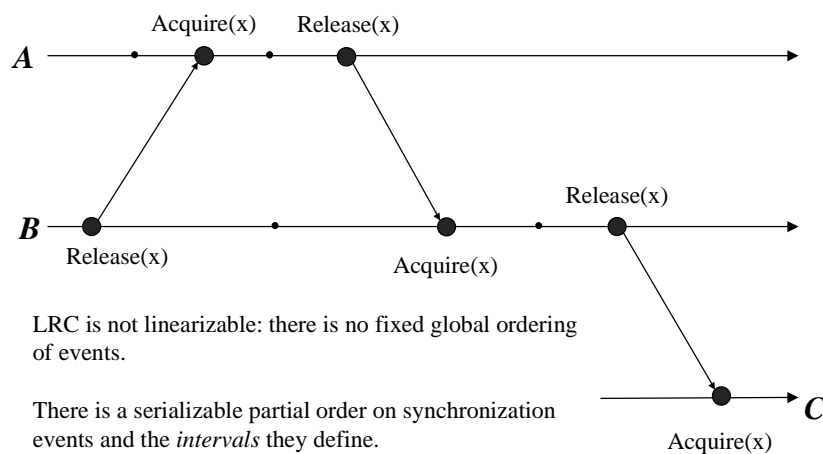 Acquire(x) Release(x)
A
Release(x)
B
Release(x)
Acquire(x)
LRC is not linearizable: there is no fixed global ordering
of events.
There is a serializable partial order on synchronization
events and the intervals they define.
C
Acquire(x)